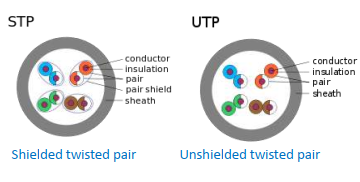 STP
conductor
insulation
pair
pair shield
sheath
Shielded twisted pair
UTP
conductor
insulation
pair
sheath
Unshielded twisted pair